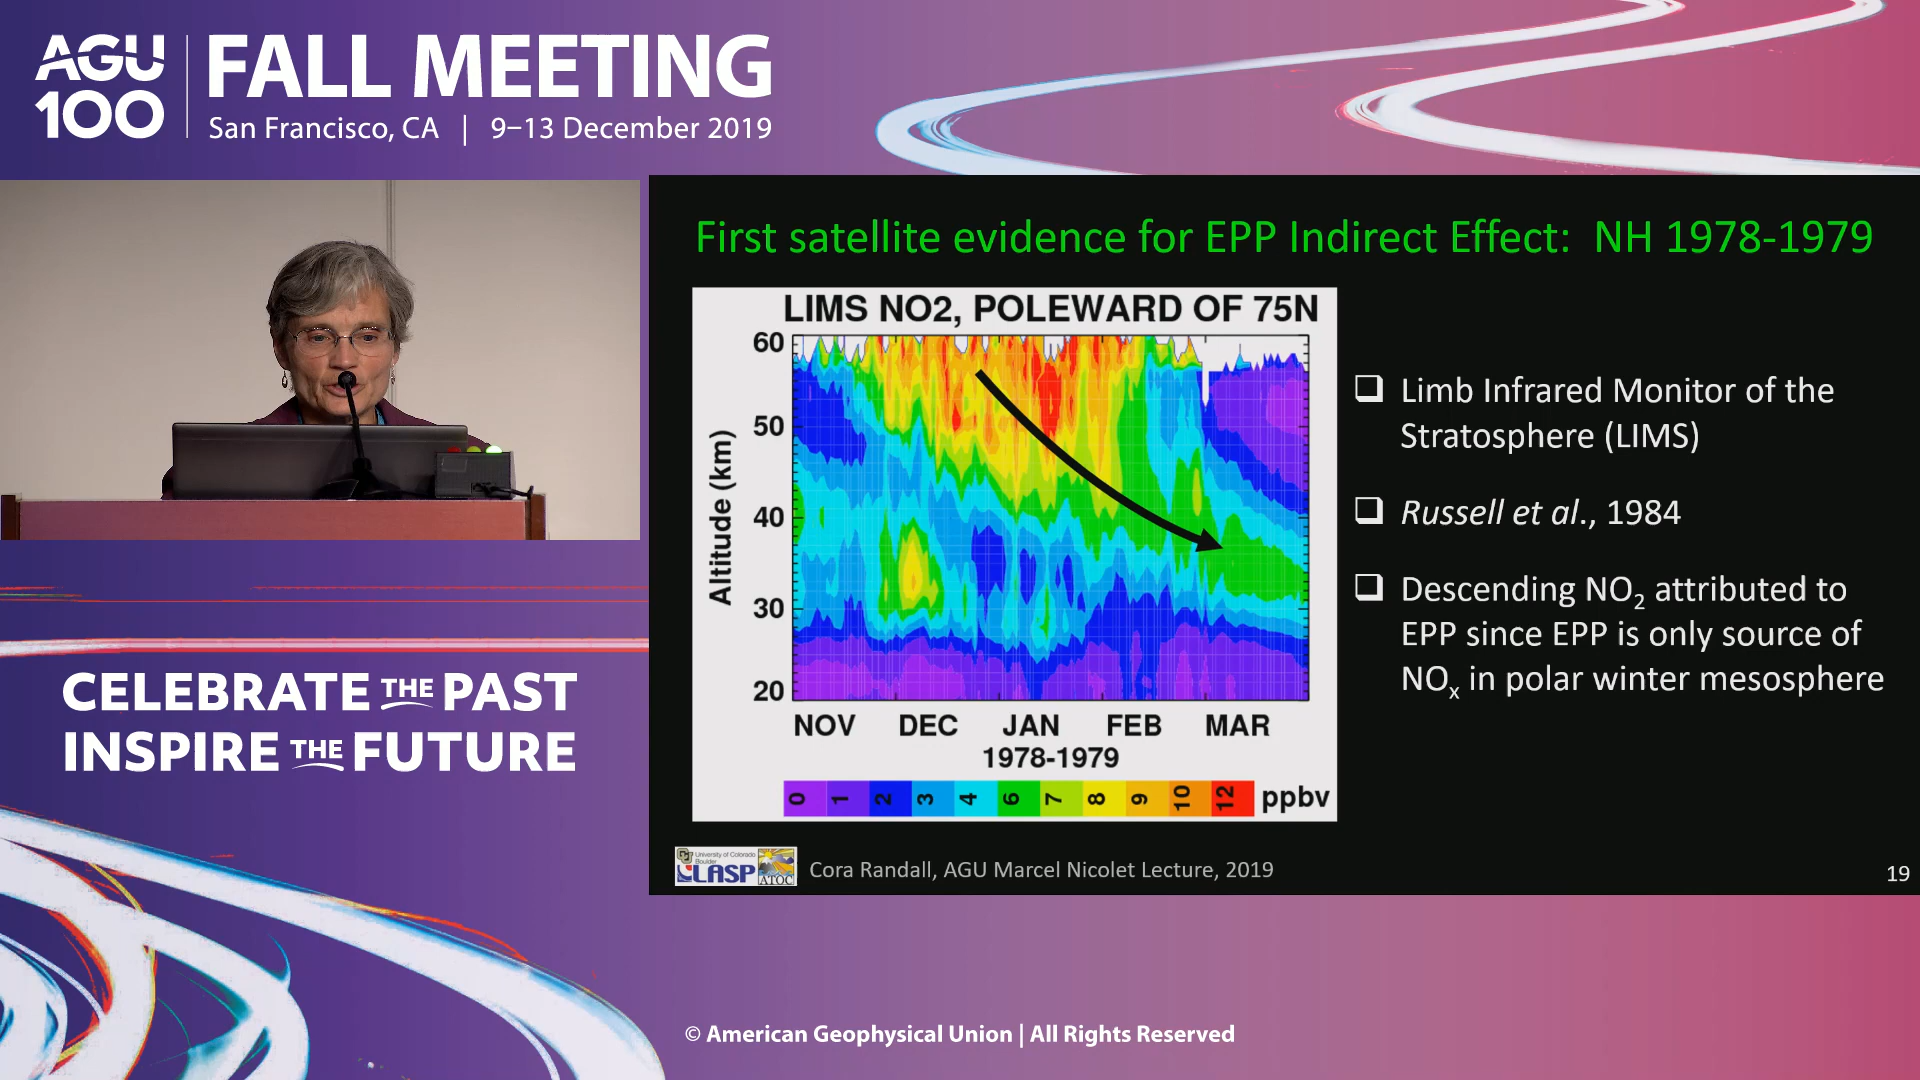 AGU
100
FALL MEETING
San Francisco, CA | 9–13 December 2019
First satellite evidence for EPP Indirect Effect: NH 1978-1979
LIMS NO2, POLEWARD OF 75N
60
50
40
30
20
Altitude (km)
NOV DEC JAN FEB MAR
1978-1979
0 1 2 3 4 6 7 8 9 10 12 ppbv
Limb Infrared Monitor of the
Stratosphere (LIMS)
Russell et al., 1984
Descending NO2 attributed to
EPP since EPP is only source of
NOx in polar winter mesosphere
University of Colorado
Boulder
LASP
ATOC
Cora Randall, AGU Marcel Nicolet Lecture, 2019
19
CELEBRATE THE PAST
INSPIRE THE FUTURE
© American Geophysical Union | All Rights Reserved